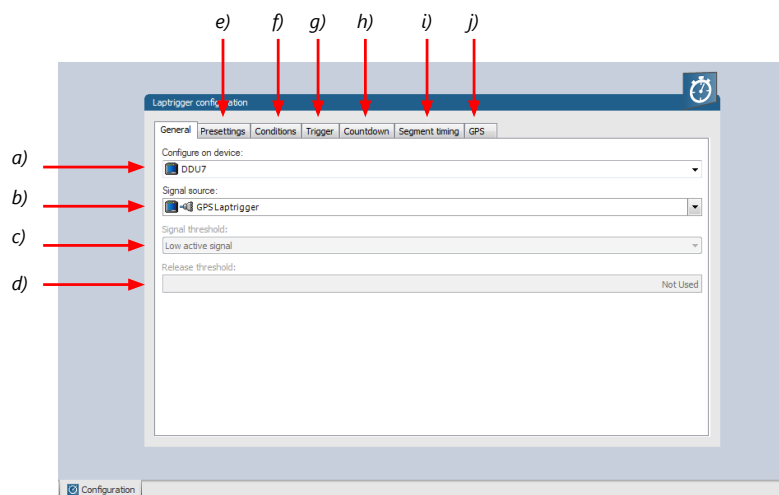 e) f) g) h) i) j)
Laptrigger configuration
General Presettings Conditions Trigger Countdown Segment timing GPS
a)
Configure on device:
DDU7
b)
Signal source:
GPS Laptrigger
c)
Signal threshold:
Low active signal
d)
Release threshold:
Not Used
Configuration